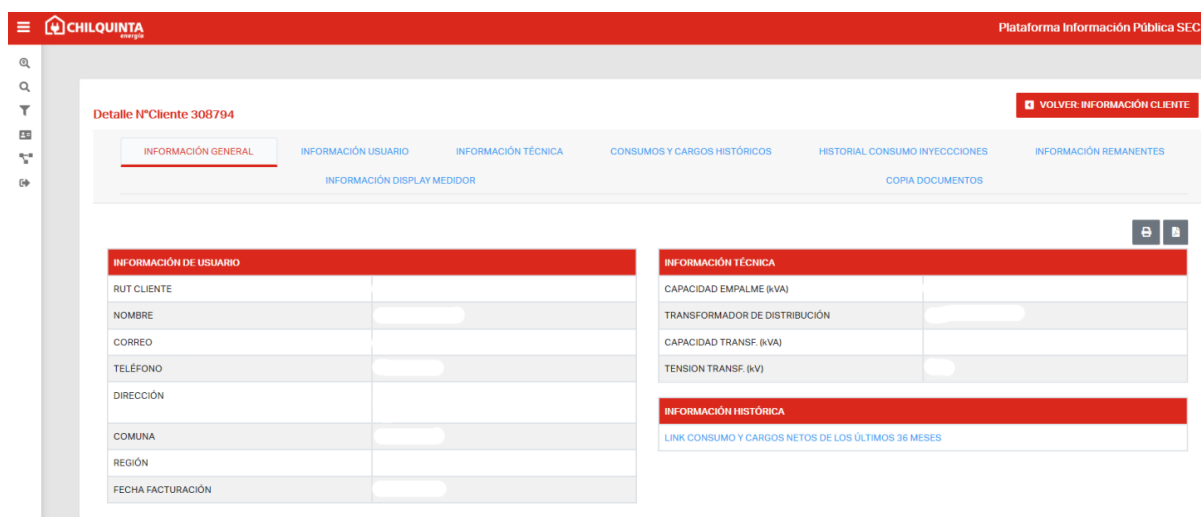 CHILQUINTA
energía
Plataforma Información Pública SEC
Detalle N°Cliente 308794
VOLVER: INFORMACIÓN CLIENTE
INFORMACIÓN GENERAL
INFORMACIÓN USUARIO
INFORMACIÓN TÉCNICA
CONSUMOS Y CARGOS HISTÓRICOS
HISTORIAL CONSUMO INYECCCIONES
INFORMACIÓN REMANENTES
INFORMACIÓN DISPLAY MEDIDOR
COPIA DOCUMENTOS
INFORMACIÓN DE USUARIO
RUT CLIENTE
NOMBRE
CORREO
TELÉFONO
DIRECCIÓN
COMUNA
REGIÓN
FECHA FACTURACIÓN
INFORMACIÓN TÉCNICA
CAPACIDAD EMPALME (kVA)
TRANSFORMADOR DE DISTRIBUCIÓN
CAPACIDAD TRANSF. (kVA)
TENSION TRANSF. (kV)
INFORMACIÓN HISTÓRICA
LINK CONSUMO Y CARGOS NETOS DE LOS ÚLTIMOS 36 MESES